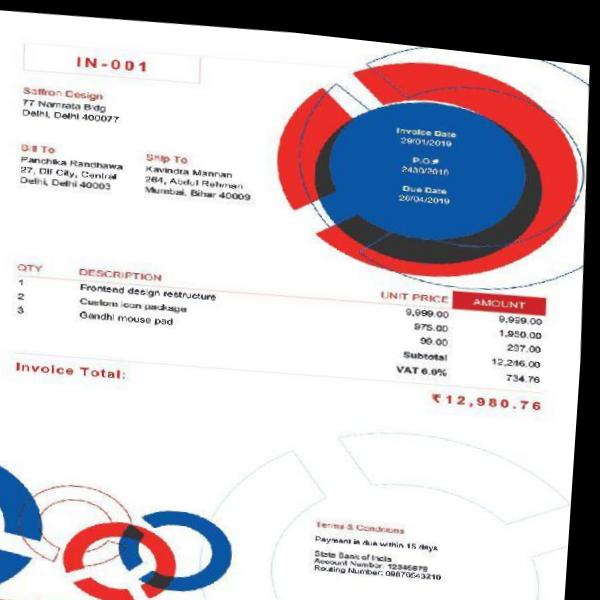 IN-001
Saffron Design
77 Namrata Bldg
Delhi, Delhi 400077
Bill To
Panchika Randhawa
27, Dlf City, Central
Delhi, Delhi 40003
Ship To
Kavindra Mannan
264, Abdul Rehman
Mumbai, Bihar 40009
Invoice Date
29/01/2019
P.O.#
2430/2018
Due Date
26/04/2019
QTY DESCRIPTION UNIT PRICE AMOUNT
1 Frontend design restructure 9,999.00 9,999.00
2 Custom icon package 975.00 1,950.00
3 Gandhi mouse pad 99.00 297.00
Subtotal 12,246.00
VAT 6.0% 734.76
Invoice Total: ₹12,980.76
Terms & Conditions
Payment is due within 15 days
State Bank of India
Account Number: 12345678
Routing Number: 09876543210